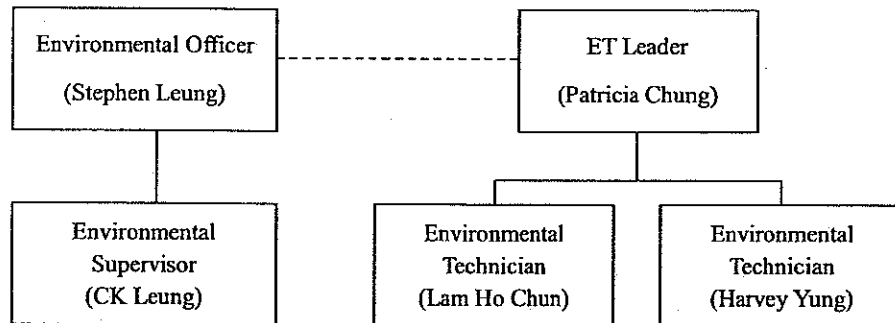 Environmental Officer
(Stephen Leung)
ET Leader
(Patricia Chung)
Environmental
Supervisor
(CK Leung)
Environmental
Technician
(Lam Ho Chun)
Environmental
Technician
(Harvey Yung)